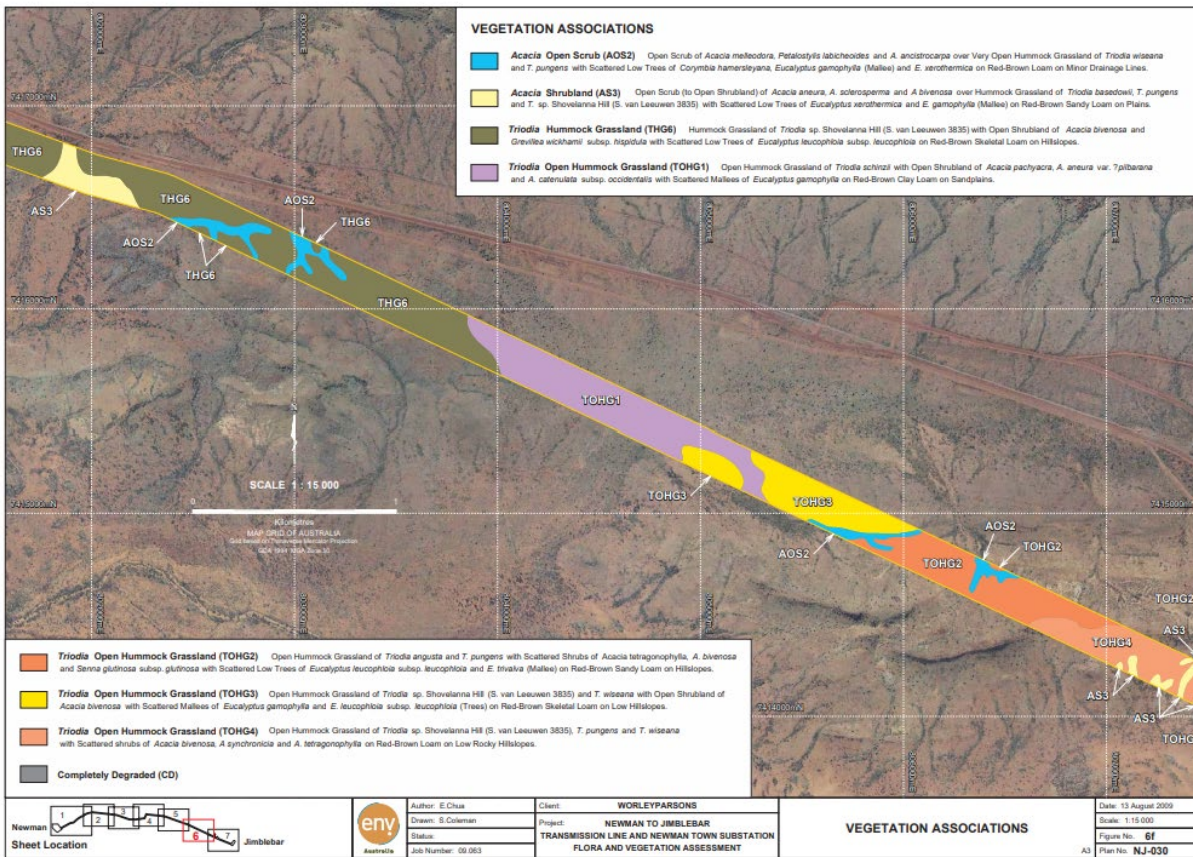 VEGETATION ASSOCIATIONS
Acacia Open Scrub (AOS2) Open Scrub of Acacia melleodora, Petalostylis labicheoides and A. ancistrocarpa over Very Open Hummock Grassland of Triodia wiseana
and T. pungens with Scattered Low Trees of Corymbia hamersleyana, Eucalyptus gamophylla (Mallee) and E. xerothermica on Red-Brown Loam on Minor Drainage Lines.
Acacia Shrubland (AS3) Open Scrub (to Open Shrubland) of Acacia aneura, A. sclerosperma and A bivenosa over Hummock Grassland of Triodia basedowii, T. pungens
and T. sp. Shovelanna Hill (S. van Leeuwen 3835) with Scattered Low Trees of Eucalyptus xerothermica and E. gamophylla (Mallee) on Red-Brown Sandy Loam on Plains.
Triodia Hummock Grassland (THG6) Hummock Grassland of Triodia sp. Shovelanna Hill (S. van Leeuwen 3835) with Open Shrubland of Acacia bivenosa and
Grevillea wickhamii subsp. hispidula with Scattered Low Trees of Eucalyptus leucophloia subsp. leucophloia on Red-Brown Skeletal Loam on Hillslopes.
Triodia Open Hummock Grassland (TOHG1) Open Hummock Grassland of Triodia schinzii with Open Shrubland of Acacia pachyacra, A. aneura var. ?pilbarana
and A. catenulata subsp. occidentalis with Scattered Mallees of Eucalyptus gamophylla on Red-Brown Clay Loam on Sandplains.
7417000mN
THG6
AS3
THG6
AOS2
THG6
AOS2
THG6
7416000mN
THG6
7416000mN
TOHG1
N
SCALE 1 : 15 000
0 1
Kilometres
MAP GRID OF AUSTRALIA
TOHG3
TOHG3
7415000mN
7415000mN
AOS2
AOS2
TOHG2
TOHG2
TOHG2
TOHG4
AS3
AS3
AS3
TOHG
7414000mN
Triodia Open Hummock Grassland (TOHG2) Open Hummock Grassland of Triodia angusta and T. pungens with Scattered Shrubs of Acacia tetragonophylla, A. bivenosa
and Senna glutinosa subsp. glutinosa with Scattered Low Trees of Eucalyptus leucophloia subsp. leucophloia and E. trivalva (Mallee) on Red-Brown Sandy Loam on Hillslopes.
Triodia Open Hummock Grassland (TOHG3) Open Hummock Grassland of Triodia sp. Shovelanna Hill (S. van Leeuwen 3835) and T. wiseana with Open Shrubland of
Acacia bivenosa with Scattered Mallees of Eucalyptus gamophylla and E. leucophloia subsp. leucophloia (Trees) on Red-Brown Skeletal Loam on Low Hillslopes.
Triodia Open Hummock Grassland (TOHG4) Open Hummock Grassland of Triodia sp. Shovelanna Hill (S. van Leeuwen 3835), T. pungens and T. wiseana
with Scattered shrubs of Acacia bivenosa, A synchronicia and A. tetragonophylla on Red-Brown Loam on Low Rocky Hillslopes.
Completely Degraded (CD)
Newman
1
2
3
4
5
6
7
Jimblebar
Sheet Location
env
Australia
Author: E.Chua
Drawn: S.Coleman
Status:
Job Number: 09.063
Client: WORLEYPARSONS
Project: NEWMAN TO JIMBLEBAR
TRANSMISSION LINE AND NEWMAN TOWN SUBSTATION
FLORA AND VEGETATION ASSESSMENT
VEGETATION ASSOCIATIONS
A3
Date: 13 August 2009
Scale: 1:15 000
Figure No. 6f
Plan No. NJ-030